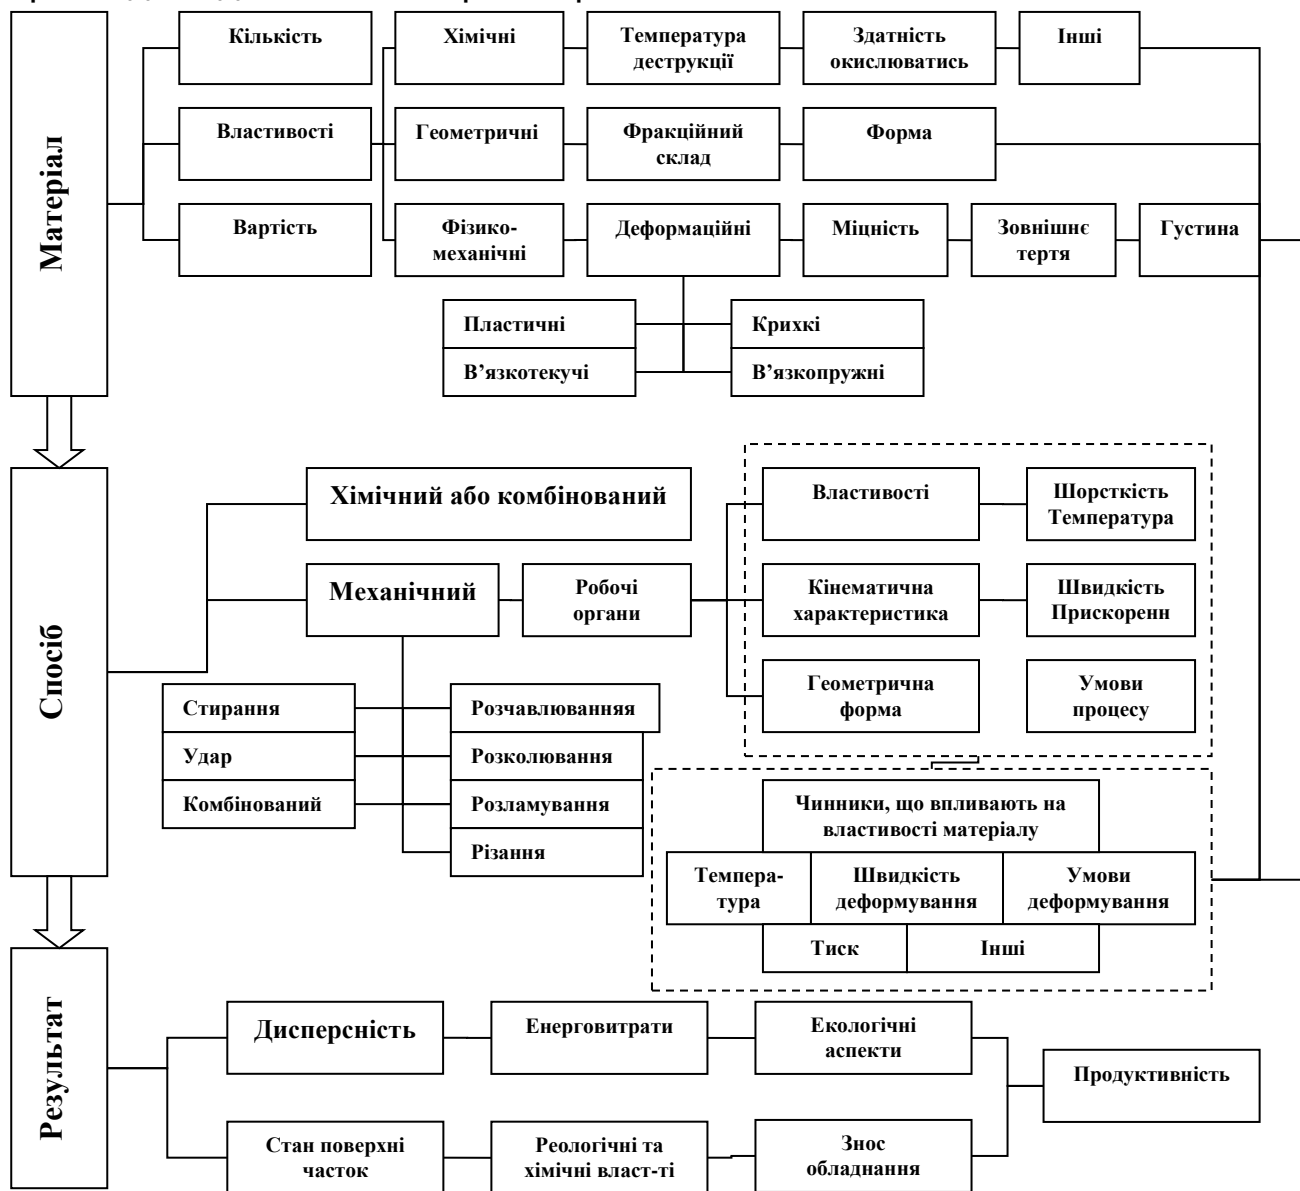 Матеріал
Кількість
Хімічні
Температура
деструкції
Здатність
окислюватись
Інші
Властивості
Геометричні
Фракційний
склад
Форма
Вартість
Фізико-
механічні
Деформаційні
Міцність
Зовнішнє
тертя
Густина
Пластичні
Крихкі
В’язкотекучі
В’язкопружні
Спосіб
Хімічний або комбінований
Властивості
Шорсткість
Температура
Механічний
Робочі
органи
Кінематична
характеристика
Швидкість
Прискоренн
Геометрична
форма
Умови
процесу
Стирання
Розчавлюванняя
Удар
Розколювання
Комбінований
Розламування
Різання
Чинники, що впливають на
властивості матеріалу
Темпера-
тура
Швидкість
деформування
Умови
деформування
Тиск
Інші
Результат
Дисперсність
Енерговитрати
Екологічні
аспекти
Продуктивність
Стан поверхні
часток
Реологічні та
хімічні власт-ті
Знос
обладнання